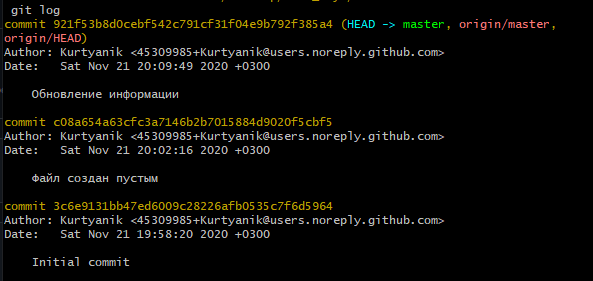 git log
commit 921f53b8d0cebf542c791cf31f04e9b792f385a4 (HEAD -> master, origin/master,
origin/HEAD)
Author: Kurtyanik <45309985+Kurtyanik@users.noreply.github.com>
Date:   Sat Nov 21 20:09:49 2020 +0300
Обновление информации
commit c08a654a63cfc3a7146b2b7015884d9020f5cbf5
Author: Kurtyanik <45309985+Kurtyanik@users.noreply.github.com>
Date:   Sat Nov 21 20:02:16 2020 +0300
Файл создан пустым
commit 3c6e9131bb47ed6009c28226afb0535c7f6d5964
Author: Kurtyanik <45309985+Kurtyanik@users.noreply.github.com>
Date:   Sat Nov 21 19:58:20 2020 +0300
Initial commit